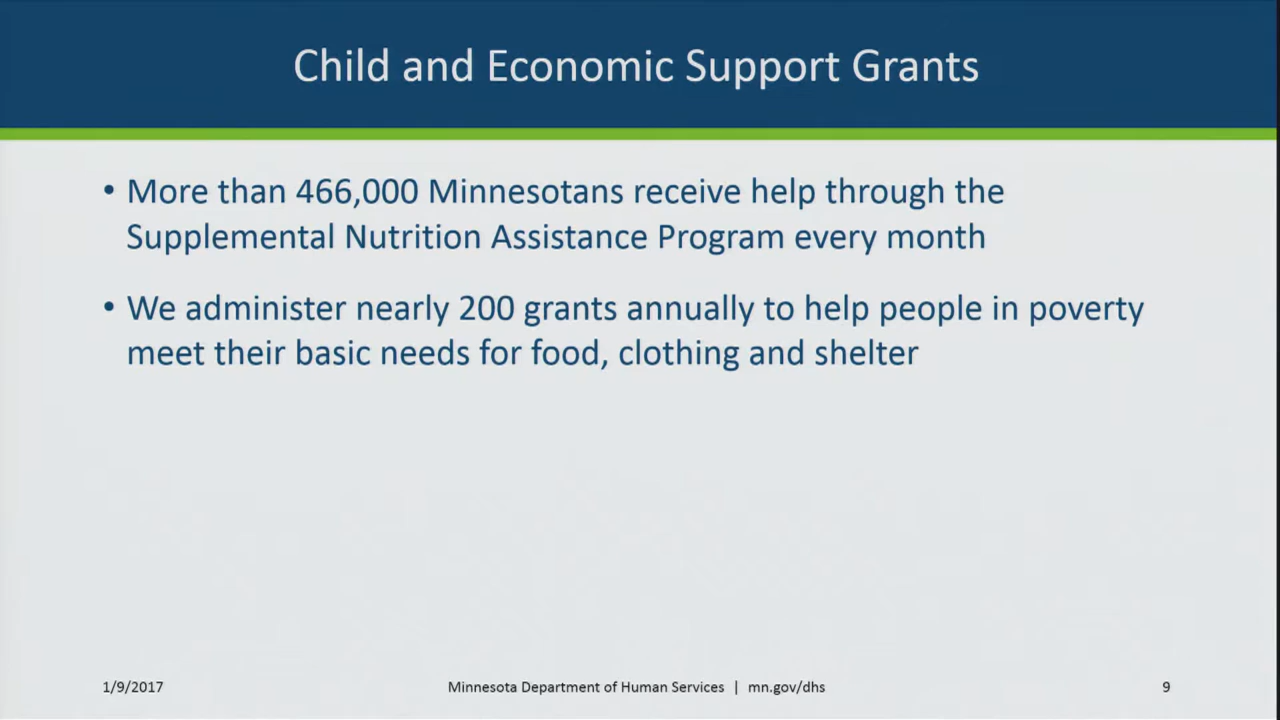 Child and Economic Support Grants
• More than 466,000 Minnesotans receive help through the
Supplemental Nutrition Assistance Program every month
• We administer nearly 200 grants annually to help people in poverty
meet their basic needs for food, clothing and shelter
1/9/2017
Minnesota Department of Human Services | mn.gov/dhs
9